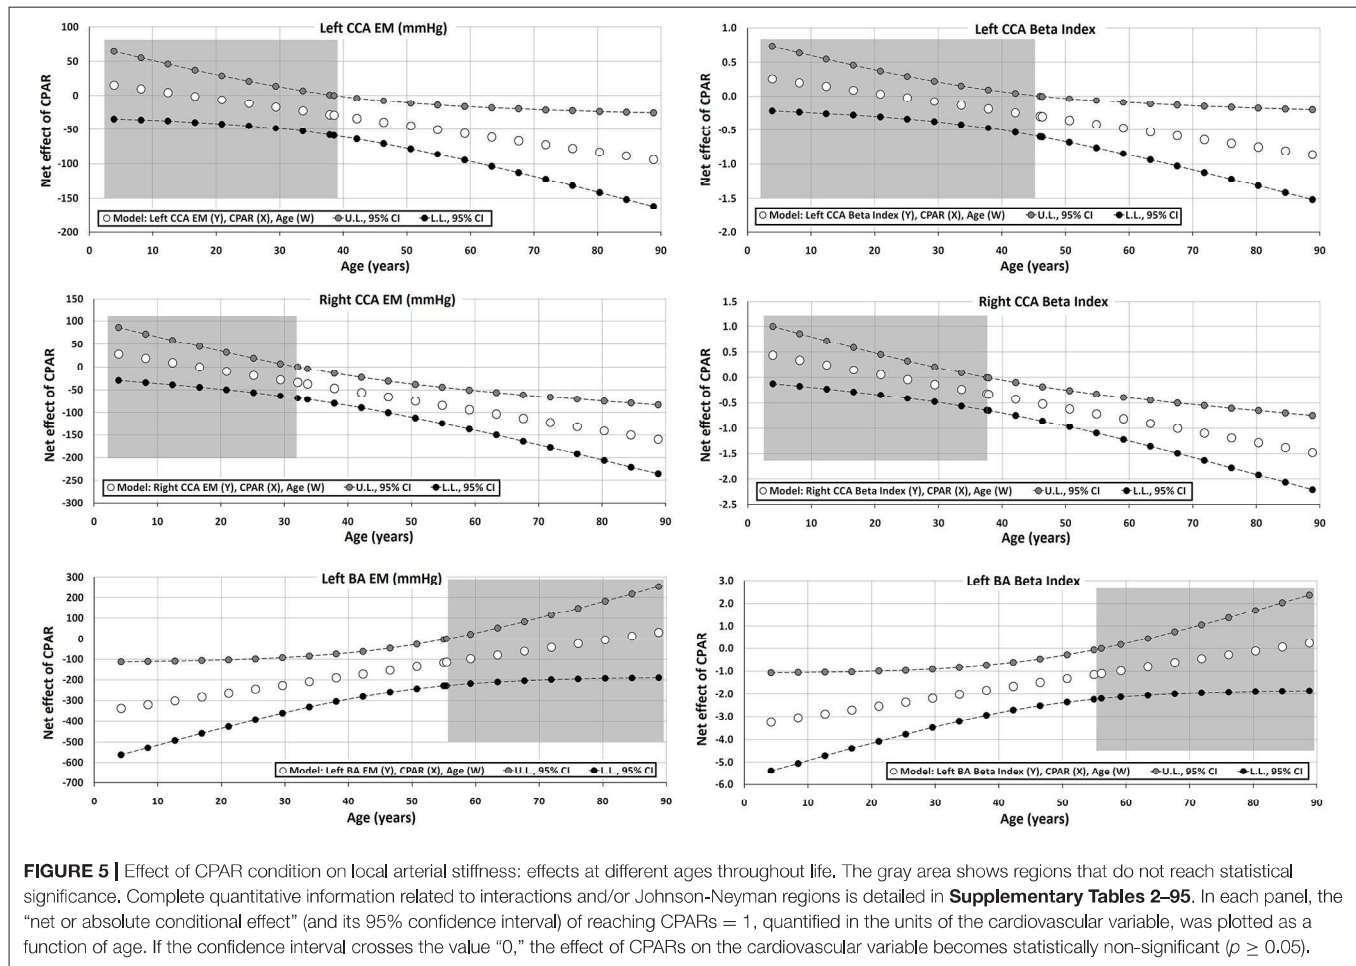 Left CCA EM (mmHg)
100
50
0
-50
-100
-150
-200
Net effect of CPAR
Model: Left CCA EM (Y), CPAR (X), Age (W) U.L., 95% CI L.L., 95% CI
0 10 20 30 40 50 60 70 80 90
Age (years)
Left CCA Beta Index
1.0
0.5
0.0
-0.5
-1.0
-1.5
-2.0
Net effect of CPAR
Model: Left CCA Beta Index (Y), CPAR (X), Age (W) U.L., 95% CI L.L., 95% CI
0 10 20 30 40 50 60 70 80 90
Age (years)
Right CCA EM (mmHg)
150
100
50
0
-50
-100
-150
-200
-250
-300
Net effect of CPAR
Model: Right CCA EM (Y), CPAR (X), Age (W) U.L., 95% CI L.L., 95% CI
0 10 20 30 40 50 60 70 80 90
Age (years)
Right CCA Beta Index
1.5
1.0
0.5
0.0
-0.5
-1.0
-1.5
-2.0
-2.5
Net effect of CPAR
Model: Right CCA Beta Index (Y), CPAR (X), Age (W) U.L., 95% CI L.L., 95% CI
0 10 20 30 40 50 60 70 80 90
Age (years)
Left BA EM (mmHg)
300
200
100
0
-100
-200
-300
-400
-500
-600
-700
Net effect of CPAR
Model: Left BA EM (Y), CPAR (X), Age (W) U.L., 95% CI L.L., 95% CI
0 10 20 30 40 50 60 70 80 90
Age (years)
Left BA Beta Index
3.0
2.0
1.0
0.0
-1.0
-2.0
-3.0
-4.0
-5.0
-6.0
Net effect of CPAR
Model: Left BA Beta Index (Y), CPAR (X), Age (W) U.L., 95% CI L.L., 95% CI
0 10 20 30 40 50 60 70 80 90
Age (years)
FIGURE 5 | Effect of CPAR condition on local arterial stiffness: effects at different ages throughout life. The gray area shows regions that do not reach statistical
significance. Complete quantitative information related to interactions and/or Johnson-Neyman regions is detailed in Supplementary Tables 2–95. In each panel, the
“net or absolute conditional effect” (and its 95% confidence interval) of reaching CPARs = 1, quantified in the units of the cardiovascular variable, was plotted as a
function of age. If the confidence interval crosses the value “0,” the effect of CPARs on the cardiovascular variable becomes statistically non-significant (p ≥ 0.05).